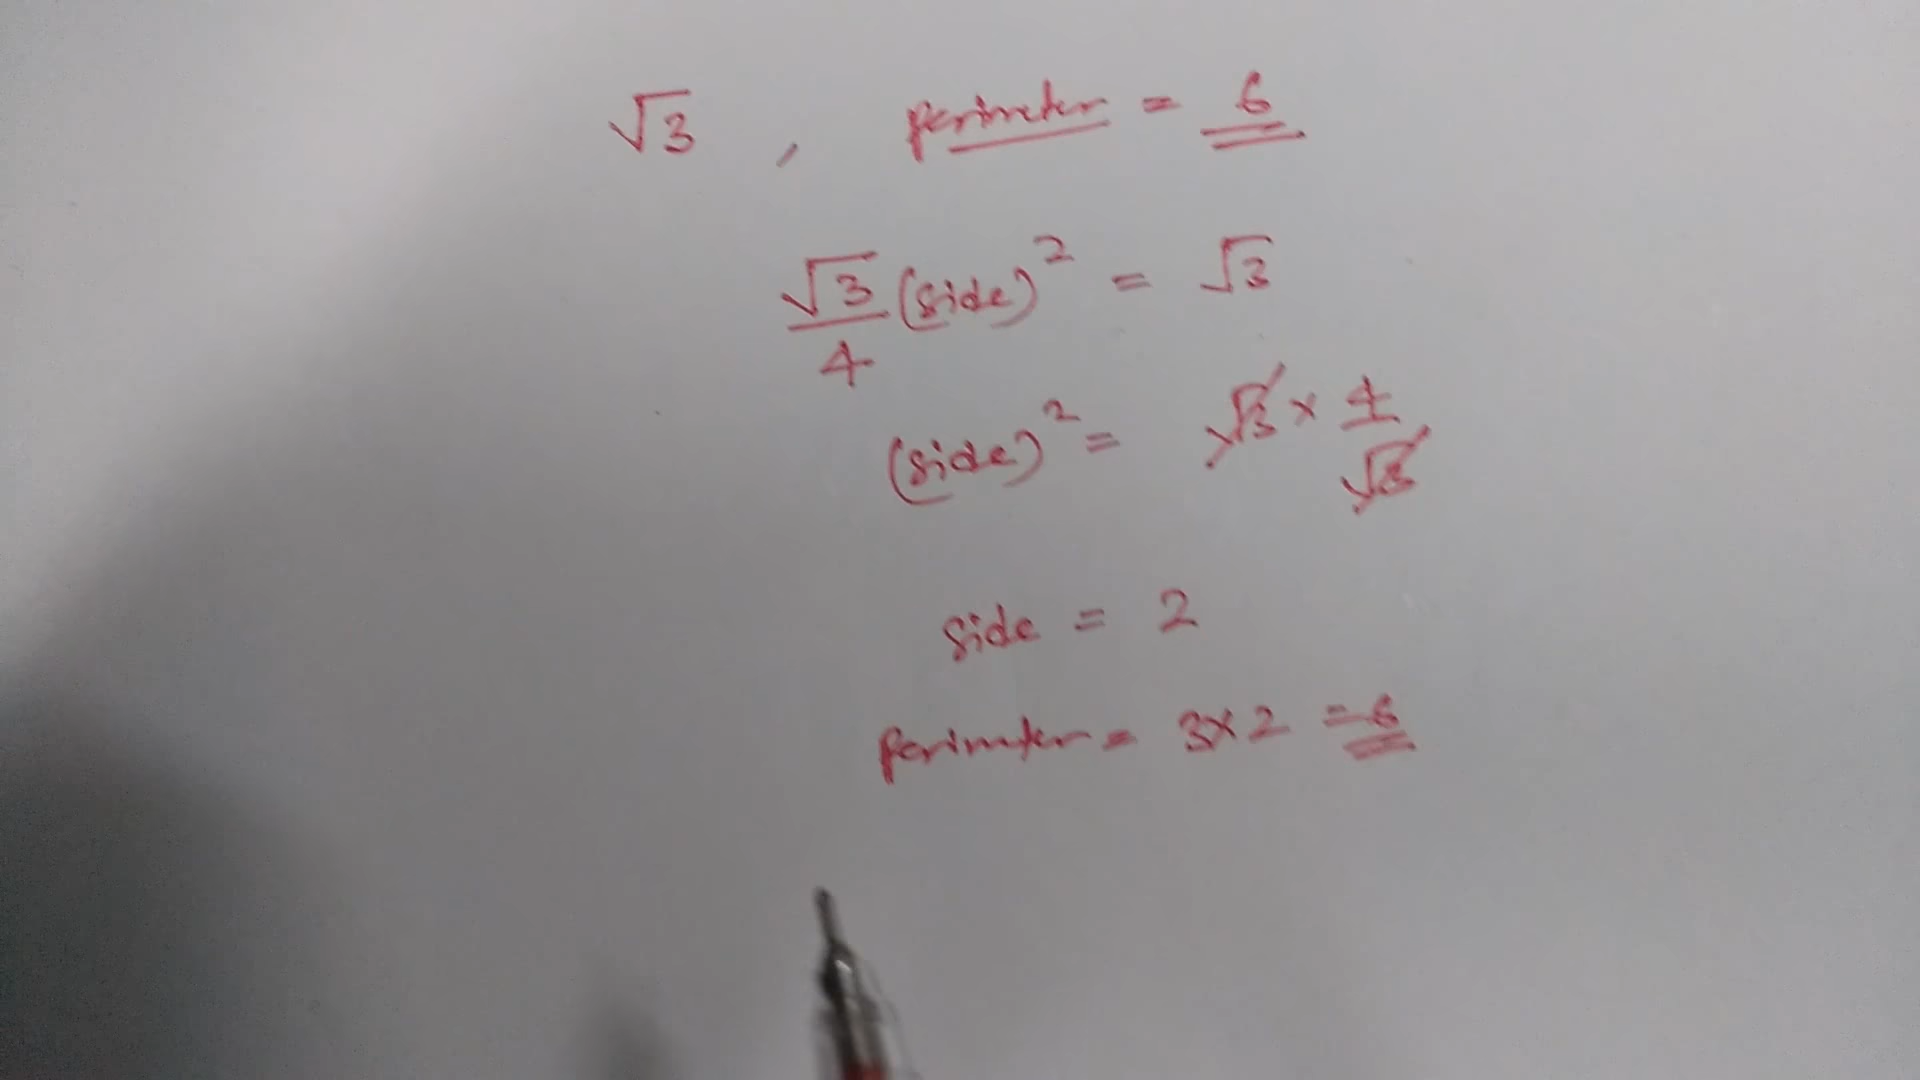 √3 , perimeter = 6
√3/4 (side)² = √3
(side)² = √3 × 4/√3
side = 2
perimeter = 3×2 = 6